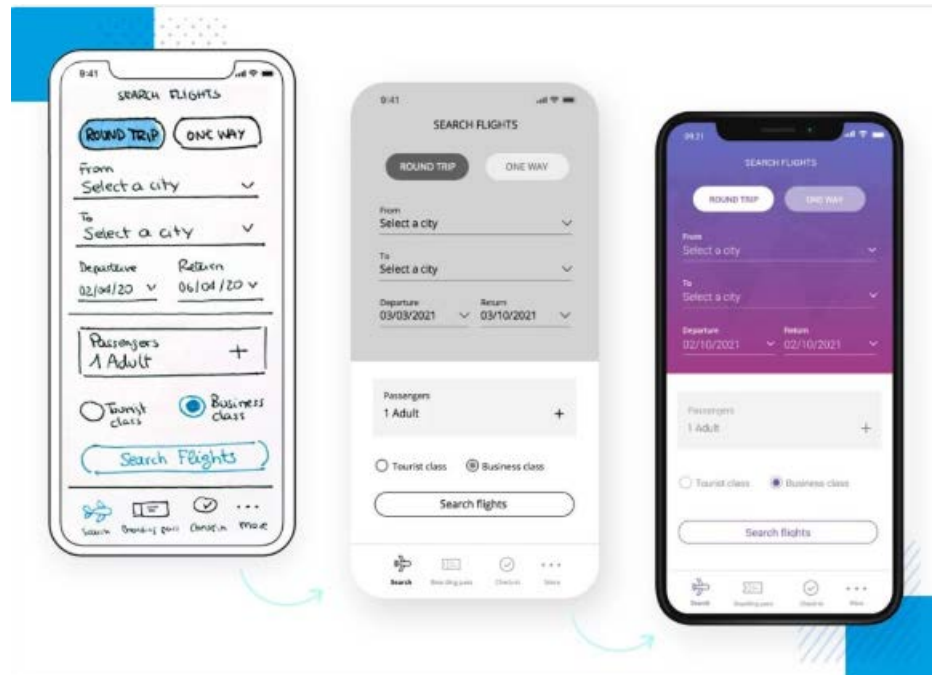 9:41
SEARCH FLIGHTS
ROUND TRIP
ONE WAY
From
Select a city
To
Select a city
Departure
Return
02/04/20
06/04/20
Passengers
1 Adult
+
Tourist class
Business class
Search Flights
Search
Boarding pass
Check in
more
9:41
SEARCH FLIGHTS
ROUND TRIP
ONE WAY
From
Select a city
To
Select a city
Departure
Return
03/03/2021
03/10/2021
Passengers
1 Adult
+
Tourist class
Business class
Search flights
Search
Boarding pass
Check-in
More
SEARCH FLIGHTS
ROUND TRIP
ONE WAY
From
Select a city
To
Select a city
Departure
Return
02/10/2021
02/10/2021
Passengers
1 Adult
+
Tourist class
Business class
Search flights
Search
Boarding pass
Check-in
More